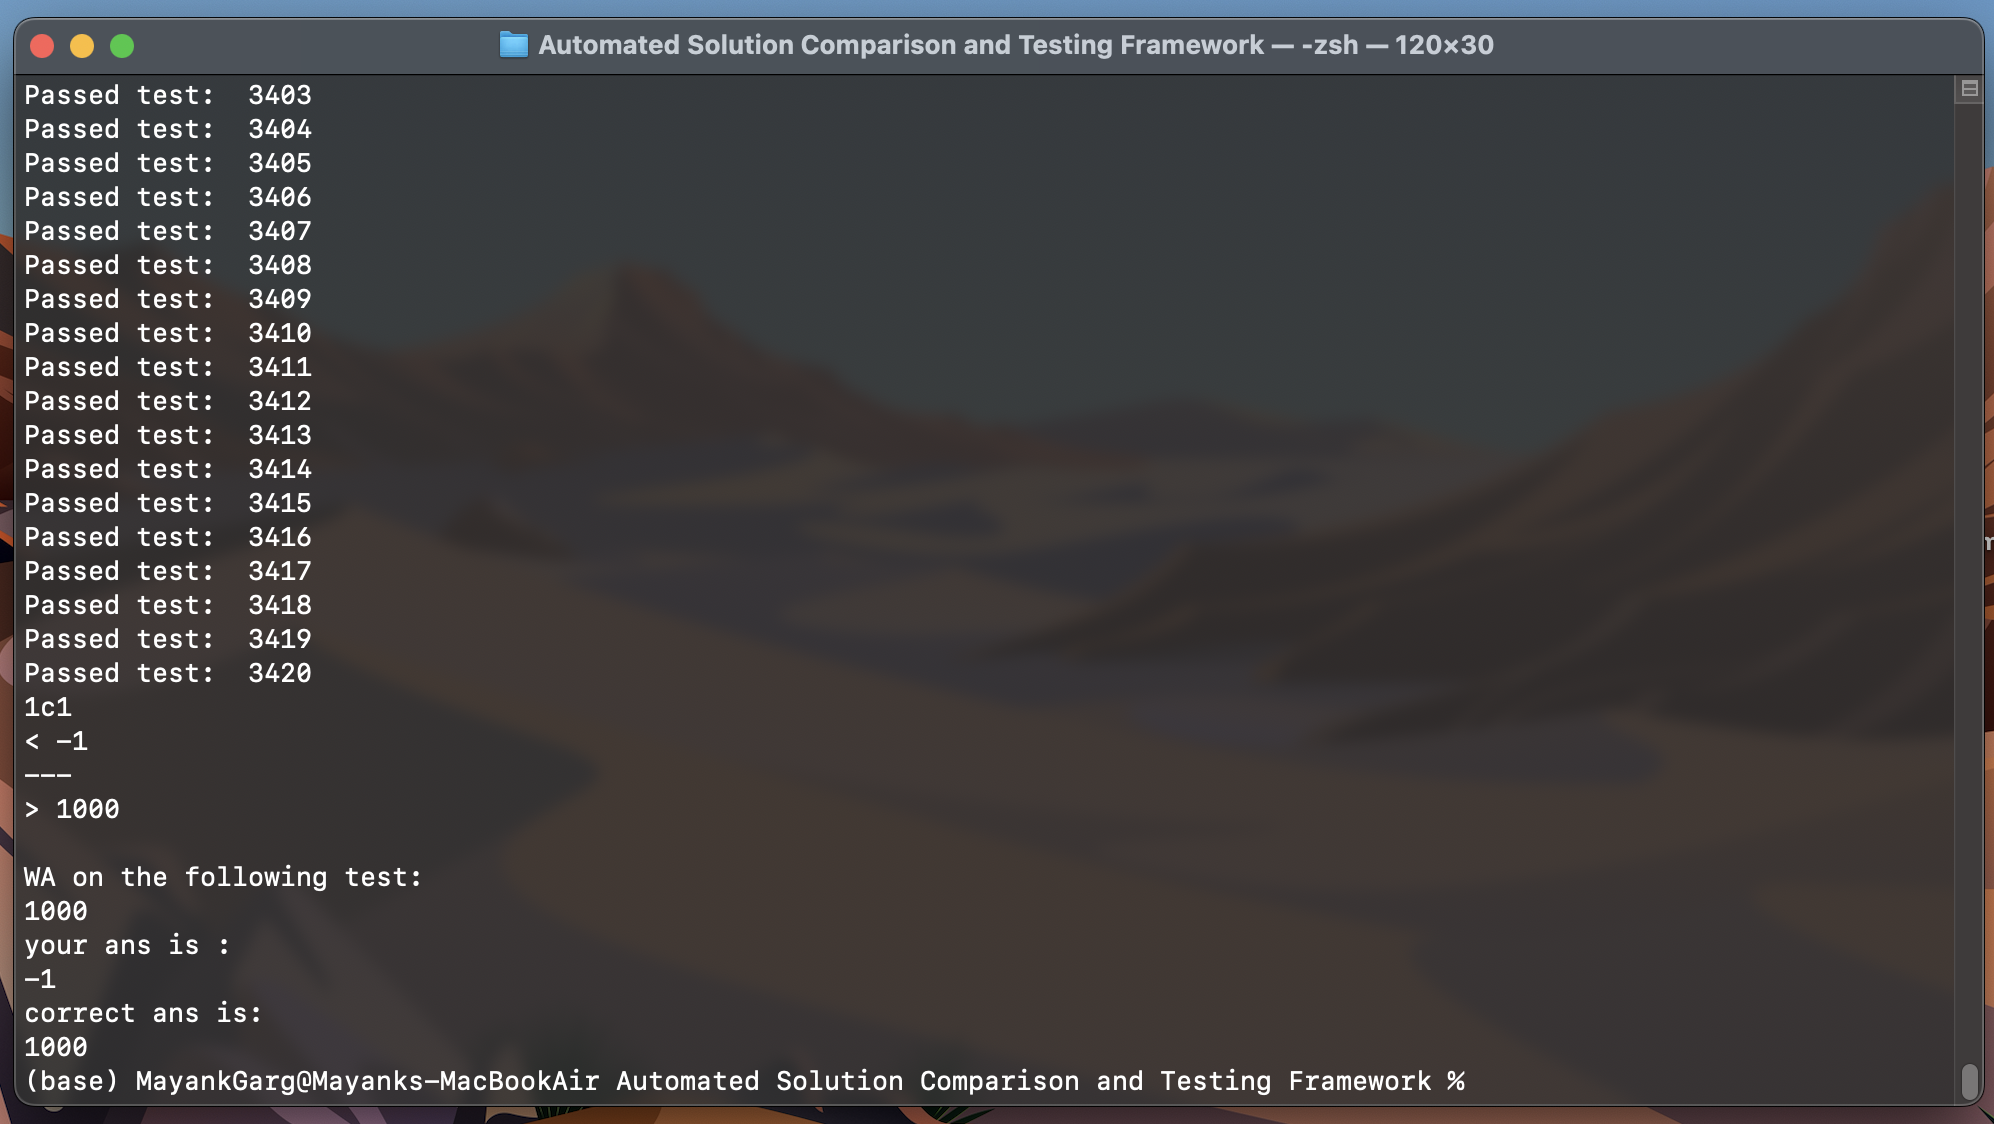 Automated Solution Comparison and Testing Framework — -zsh — 120×30
Passed test:  3403
Passed test:  3404
Passed test:  3405
Passed test:  3406
Passed test:  3407
Passed test:  3408
Passed test:  3409
Passed test:  3410
Passed test:  3411
Passed test:  3412
Passed test:  3413
Passed test:  3414
Passed test:  3415
Passed test:  3416
Passed test:  3417
Passed test:  3418
Passed test:  3419
Passed test:  3420
1c1
< -1
---
> 1000
WA on the following test:
1000
your ans is :
-1
correct ans is:
1000
(base) MayankGarg@Mayanks-MacBookAir Automated Solution Comparison and Testing Framework %